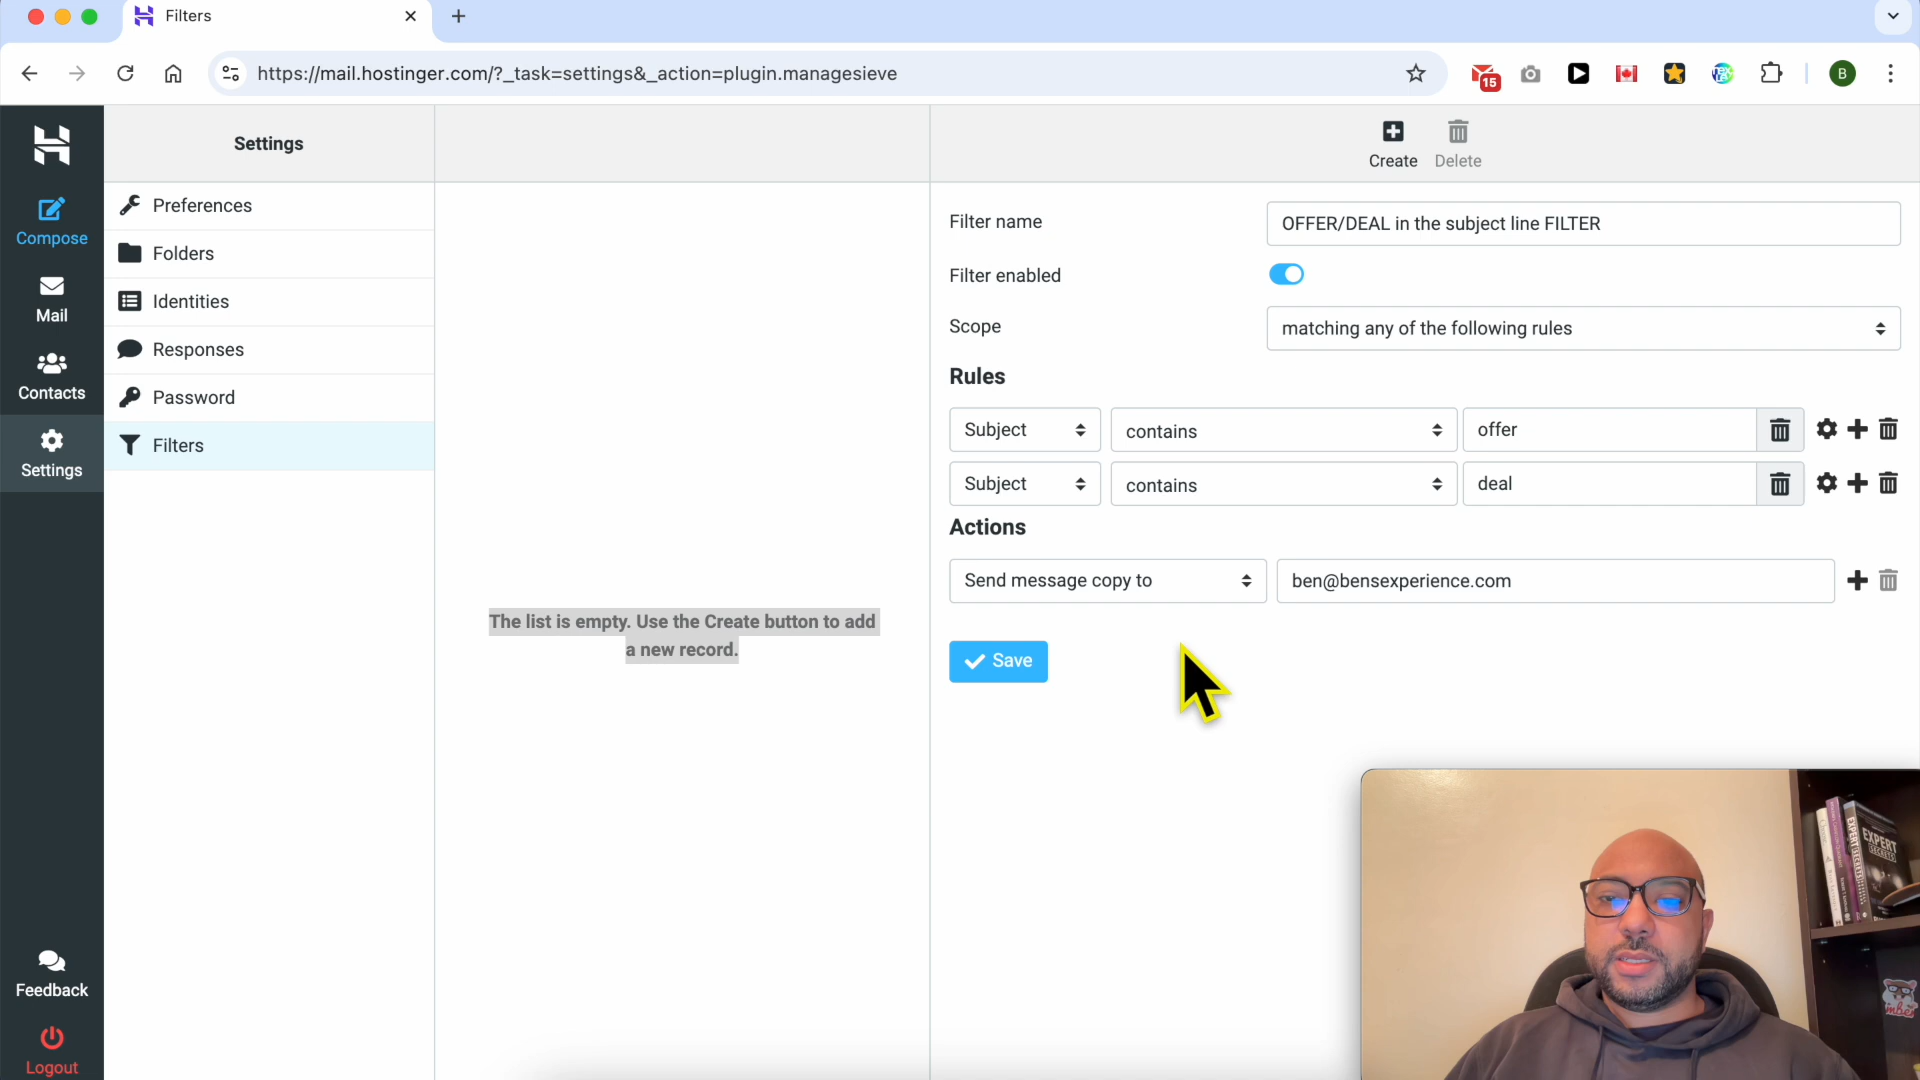 Filters
https://mail.hostinger.com/?_task=settings&_action=plugin.managesieve
15
B
Settings
Create
Delete
Compose
Mail
Contacts
Settings
Feedback
Logout
Preferences
Folders
Identities
Responses
Password
Filters
The list is empty. Use the Create button to add
a new record.
Filter name
OFFER/DEAL in the subject line FILTER
Filter enabled
Scope
matching any of the following rules
Rules
Subject
contains
offer
Subject
contains
deal
Actions
Send message copy to
ben@bensexperience.com
Save
EXPERT
SECRETS